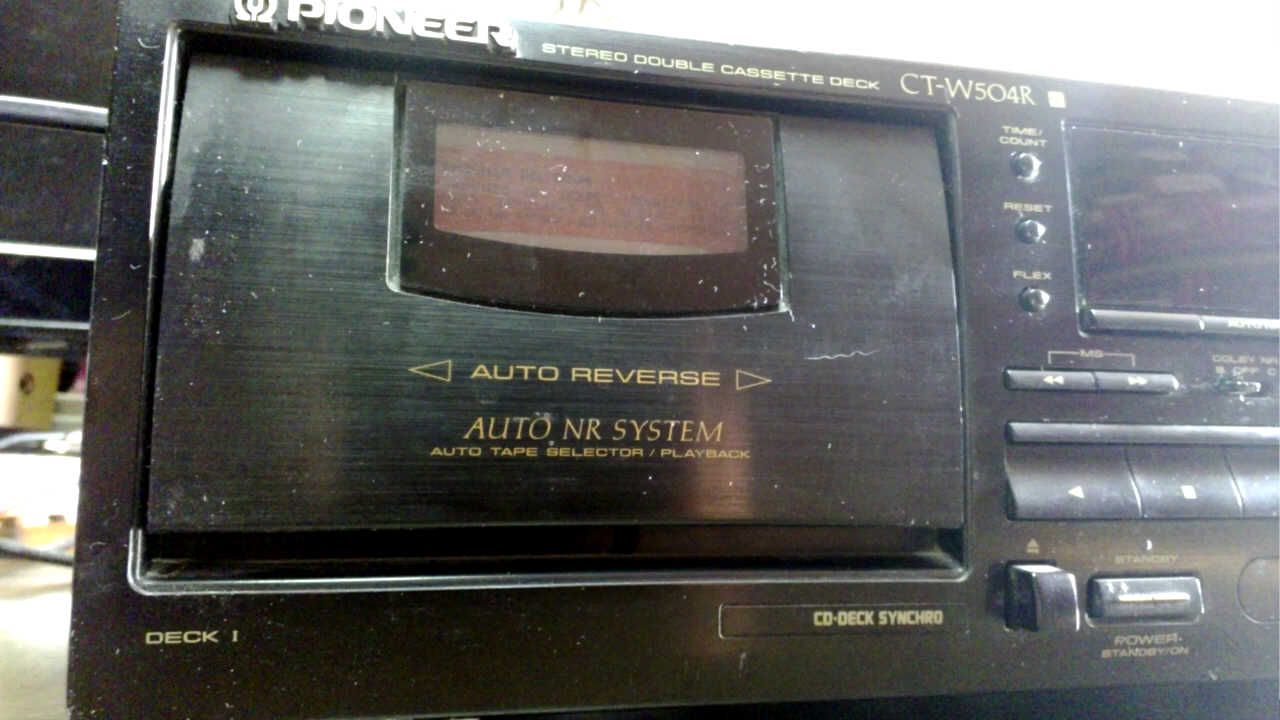 PIONEER
STEREO DOUBLE CASSETTE DECK CT-W504R
TIME/
COUNT
RESET
FLEX
MS
DOLBY NR
B OFF C
AUTO REVERSE
AUTO NR SYSTEM
AUTO TAPE SELECTOR / PLAYBACK
STANDBY
CD-DECK SYNCHRO
DECK I
POWER
STANDBY/ON